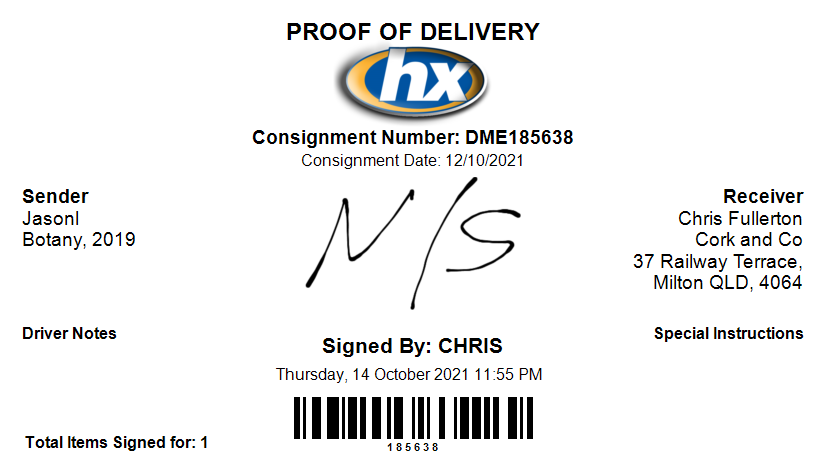 PROOF OF DELIVERY
hx
Consignment Number: DME185638
Consignment Date: 12/10/2021
Sender
Jasonl
Botany, 2019
N/S
Receiver
Chris Fullerton
Cork and Co
37 Railway Terrace,
Milton QLD, 4064
Driver Notes
Special Instructions
Signed By: CHRIS
Thursday, 14 October 2021 11:55 PM
185638
Total Items Signed for: 1